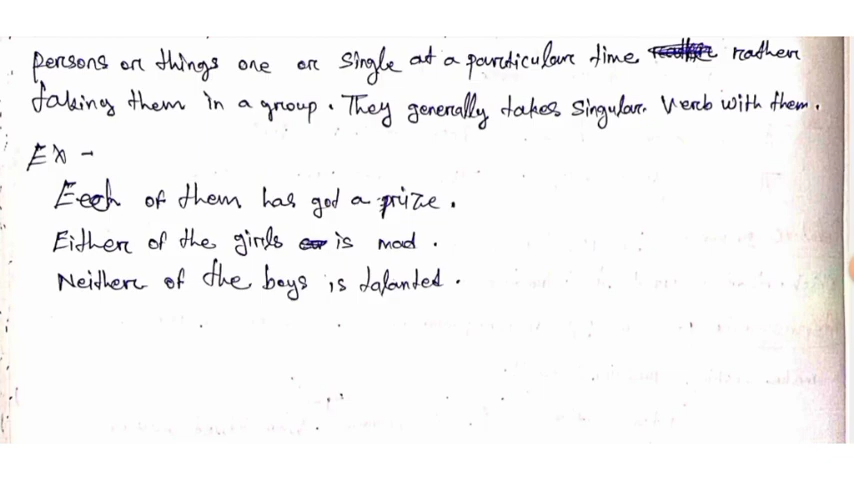 persons or things one or single at a particular time rather
taking them in a group. They generally takes singular verb with them.
Ex -
Each of them has got a prize.
Either of the girls is mad.
Neither of the boys is talanted.